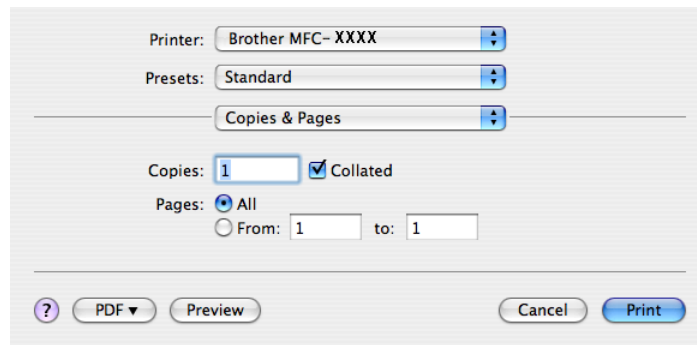 Printer: Brother MFC-XXXX
Presets: Standard
Copies & Pages
Copies: 1 Collated
Pages: All
From: 1 to: 1
? PDF▼ Preview Cancel Print